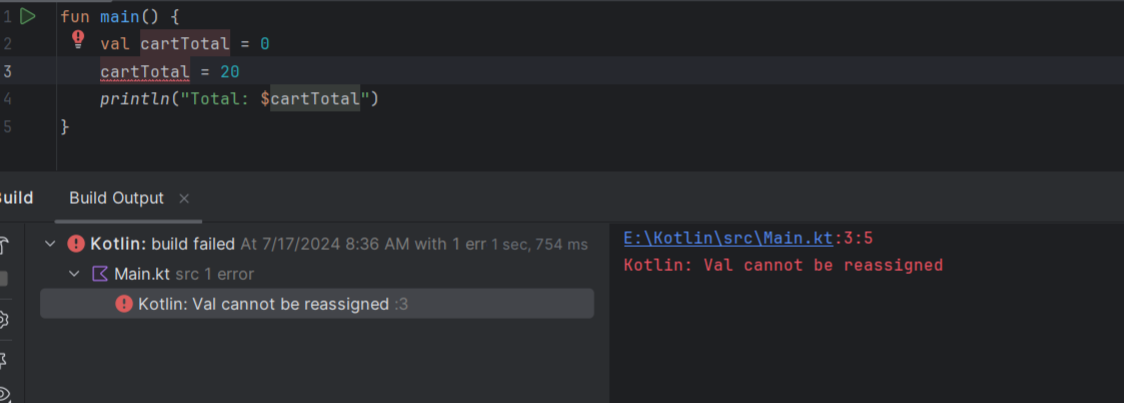 1 fun main() {
2 val cartTotal = 0
3 cartTotal = 20
4 println("Total: $cartTotal")
5 }
uild Build Output ×
Kotlin: build failed At 7/17/2024 8:36 AM with 1 err 1 sec, 754 ms
Main.kt src 1 error
Kotlin: Val cannot be reassigned :3
E:\Kotlin\src\Main.kt:3:5
Kotlin: Val cannot be reassigned